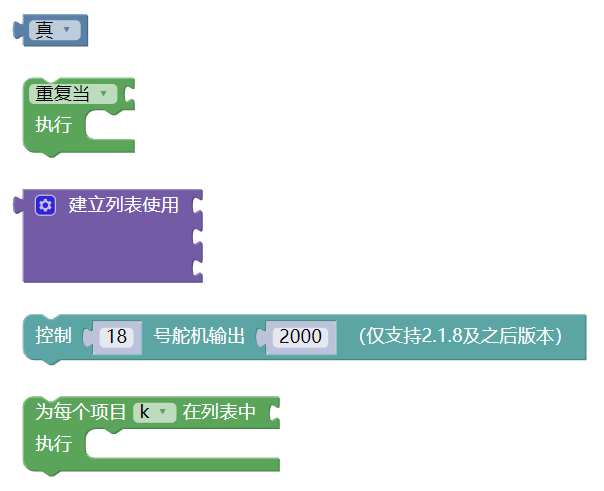 真
重复当
执行
建立列表使用
控制 18 号舵机输出 2000 （仅支持2.1.8及之后版本）
为每个项目 k 在列表中
执行